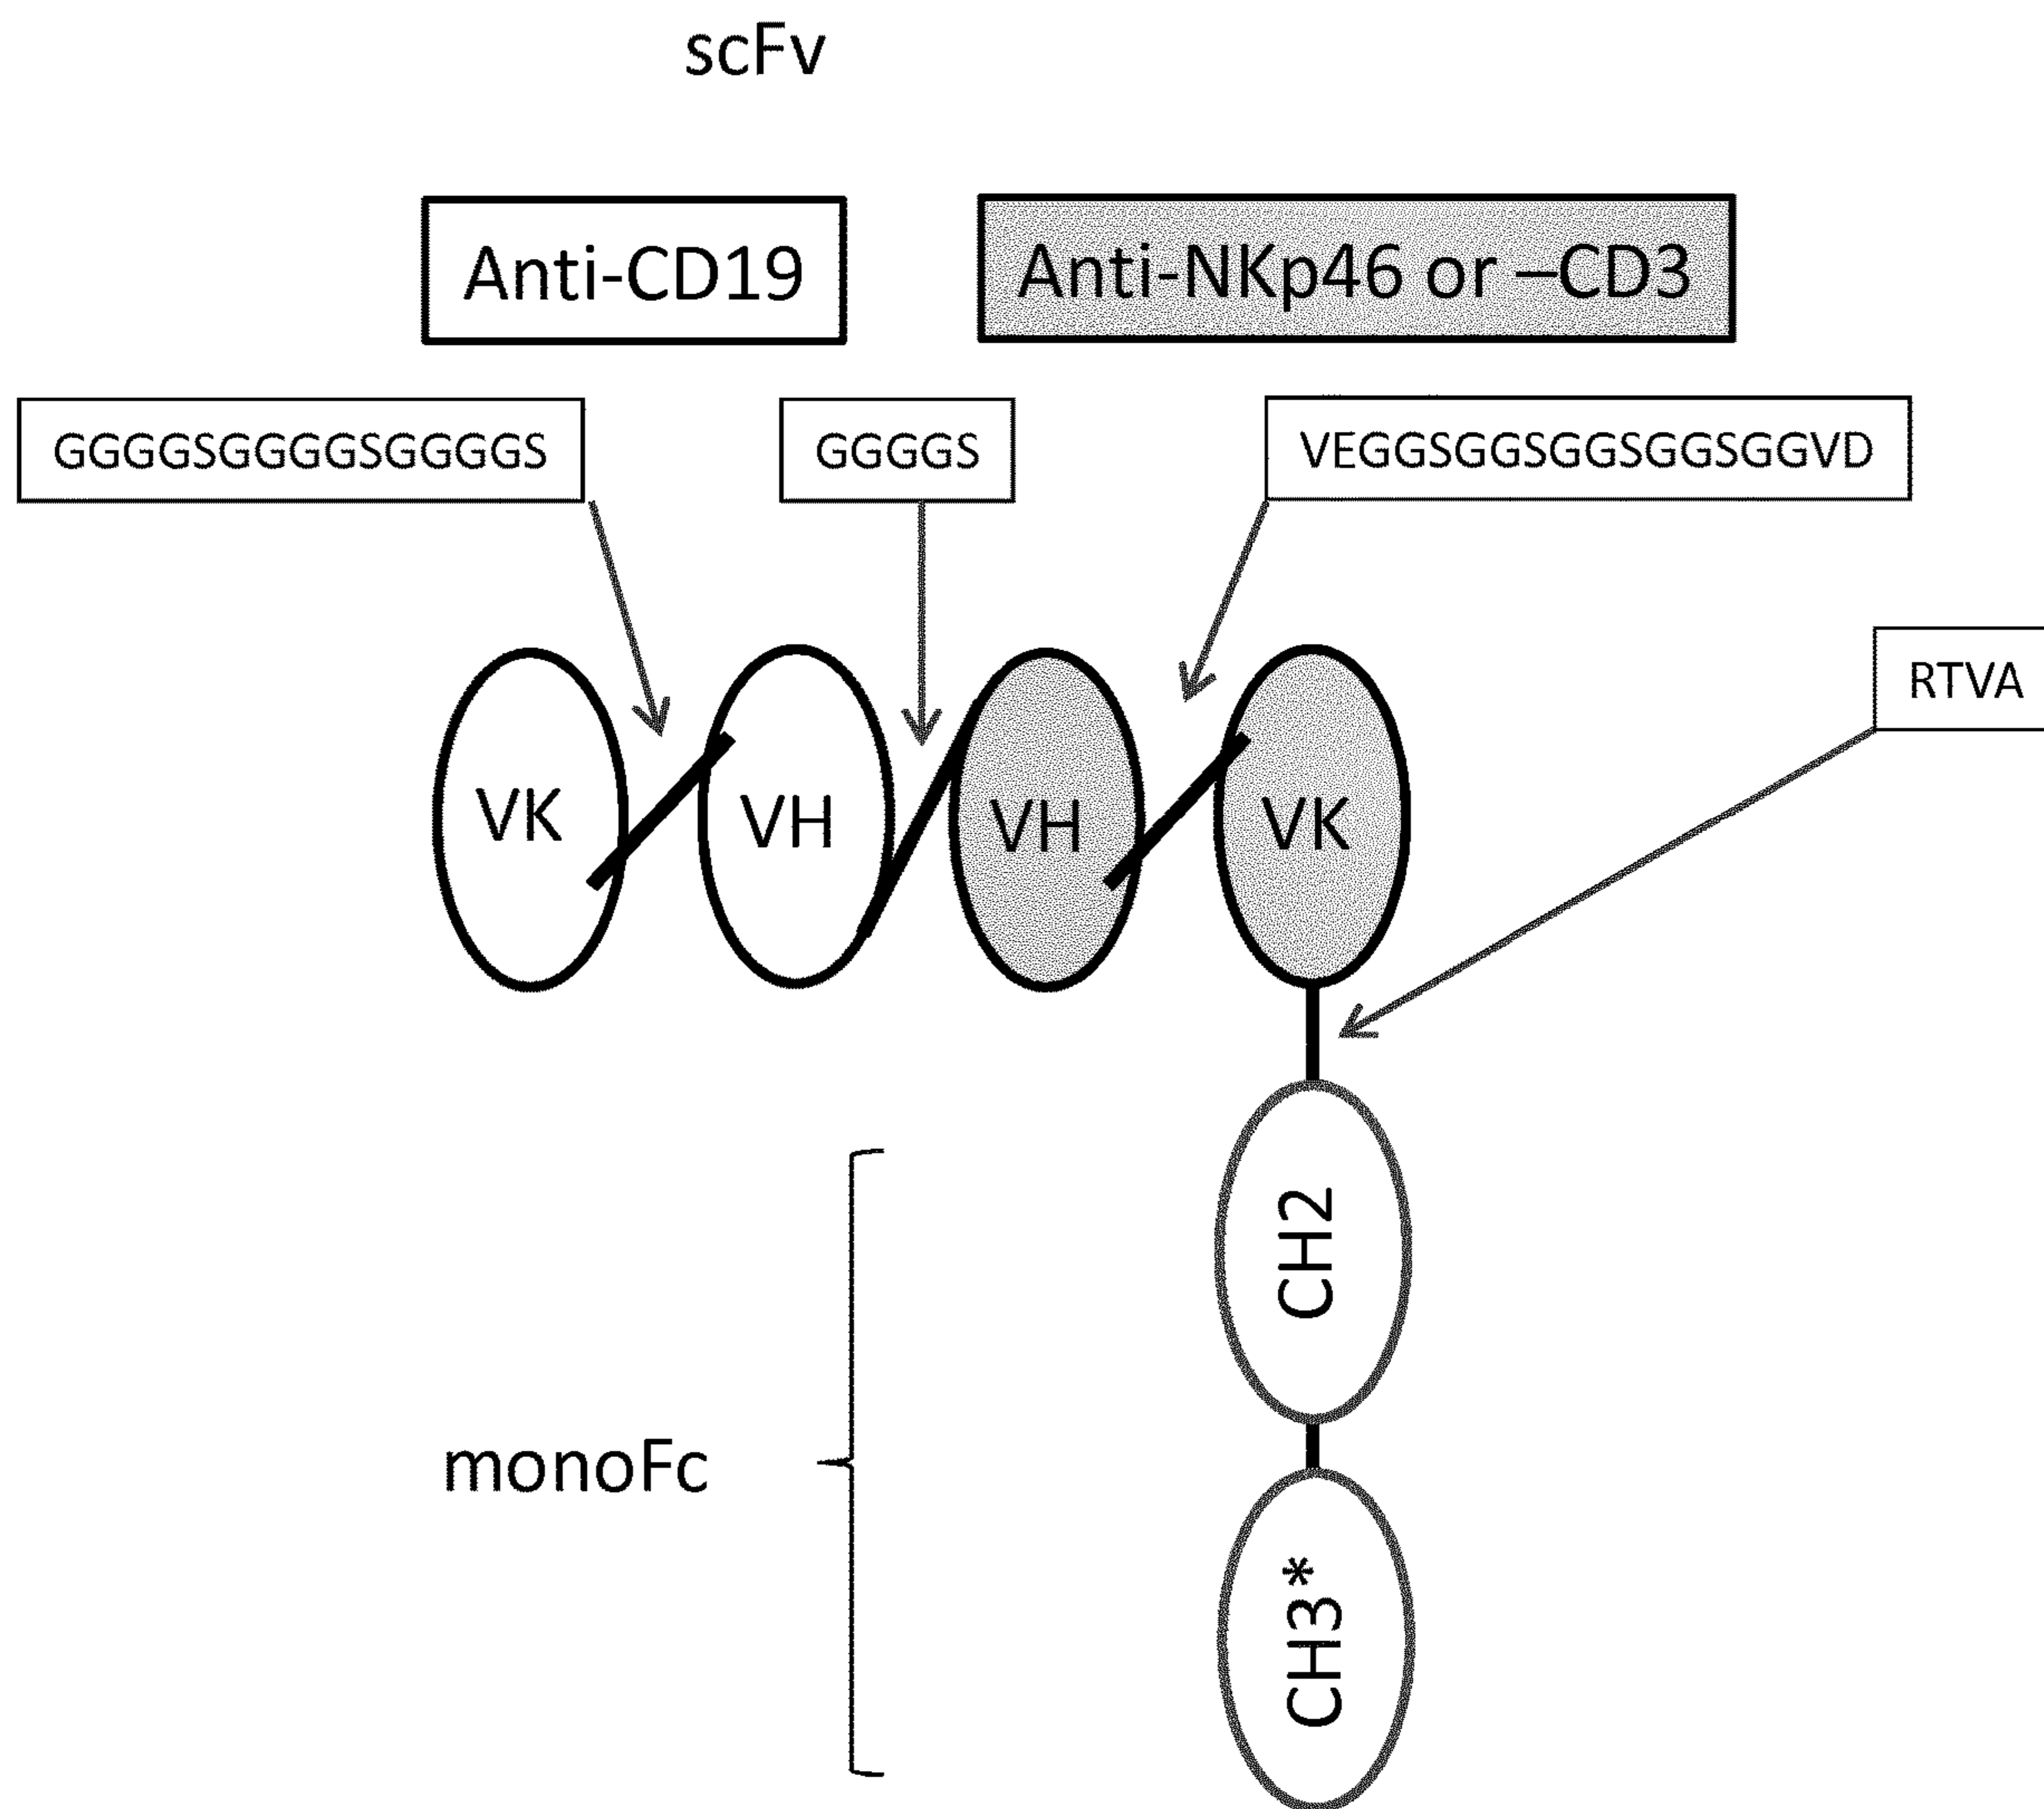 scFv
Anti-CD19
Anti-NKp46 or –CD3
GGGGSGGGGSGGGGS
GGGGS
VEGGSGGSGGSGGSGGVD
RTVA
VK
VH
VH
VK
CH2
monoFc
CH3*